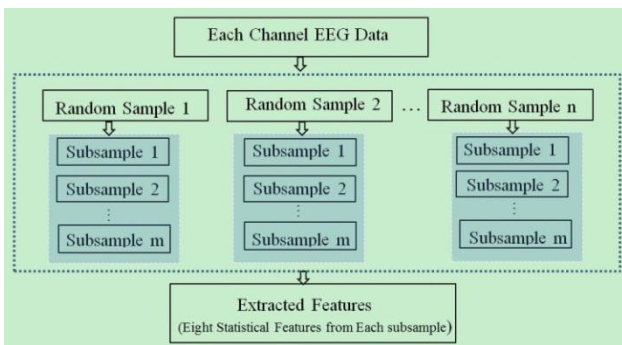 Each Channel EEG Data
Random Sample 1
Random Sample 2
...
Random Sample n
Subsample 1
Subsample 2
⋮
Subsample m
Subsample 1
Subsample 2
⋮
Subsample m
Subsample 1
Subsample 2
⋮
Subsample m
Extracted Features
(Eight Statistical Features from Each subsample)